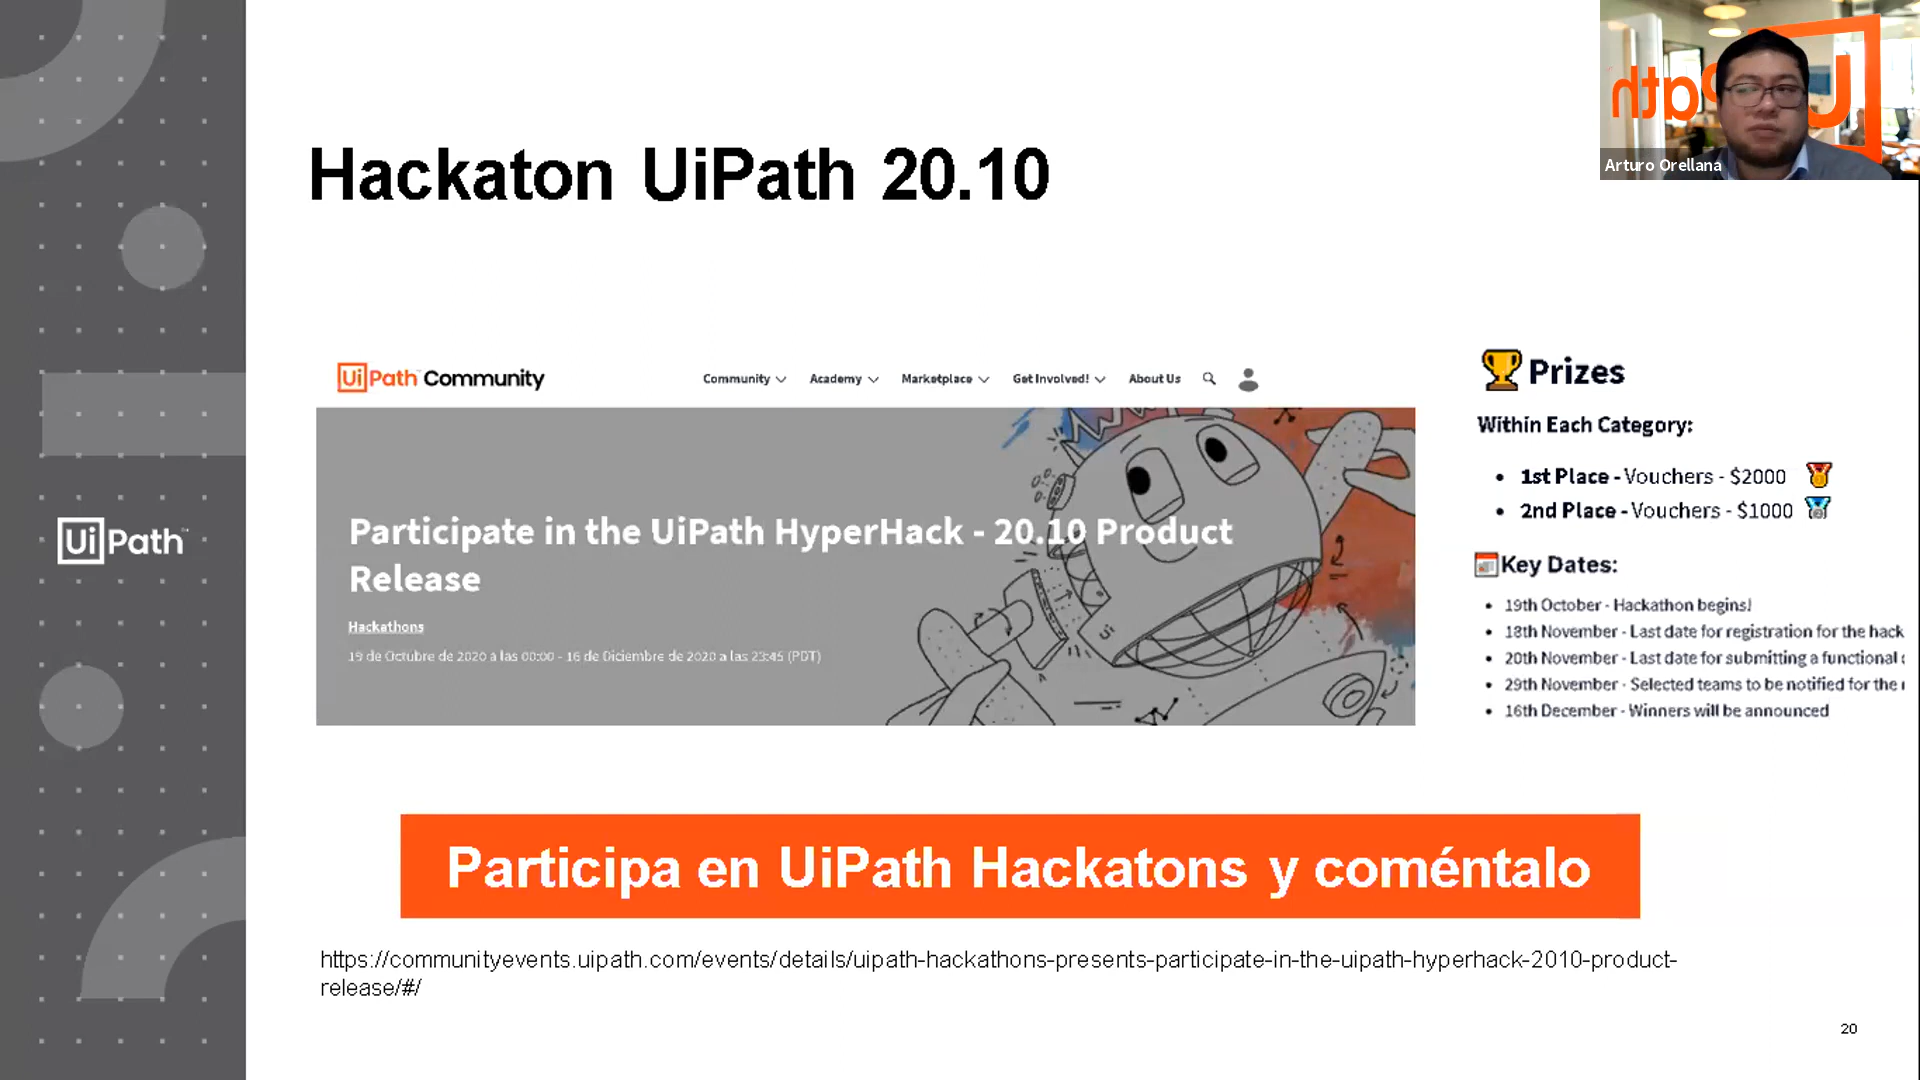 Hackaton UiPath 20.10
UiPath Community
Community
Academy
Marketplace
Get Involved!
About Us
Participate in the UiPath HyperHack - 20.10 Product
Release
Hackathons
19 de Octubre de 2020 a las 00:00 - 16 de Diciembre de 2020 a las 23:45 (PDT)
Prizes
Within Each Category:
1st Place - Vouchers - $2000
2nd Place - Vouchers - $1000
Key Dates:
19th October - Hackathon begins!
18th November - Last date for registration for the hack
20th November - Last date for submitting a functional
29th November - Selected teams to be notified for the
16th December - Winners will be announced
Participa en UiPath Hackatons y coméntalo
https://communityevents.uipath.com/events/details/uipath-hackathons-presents-participate-in-the-uipath-hyperhack-2010-product-
release/#/
20
UiPath
UiPath
Arturo Orellana